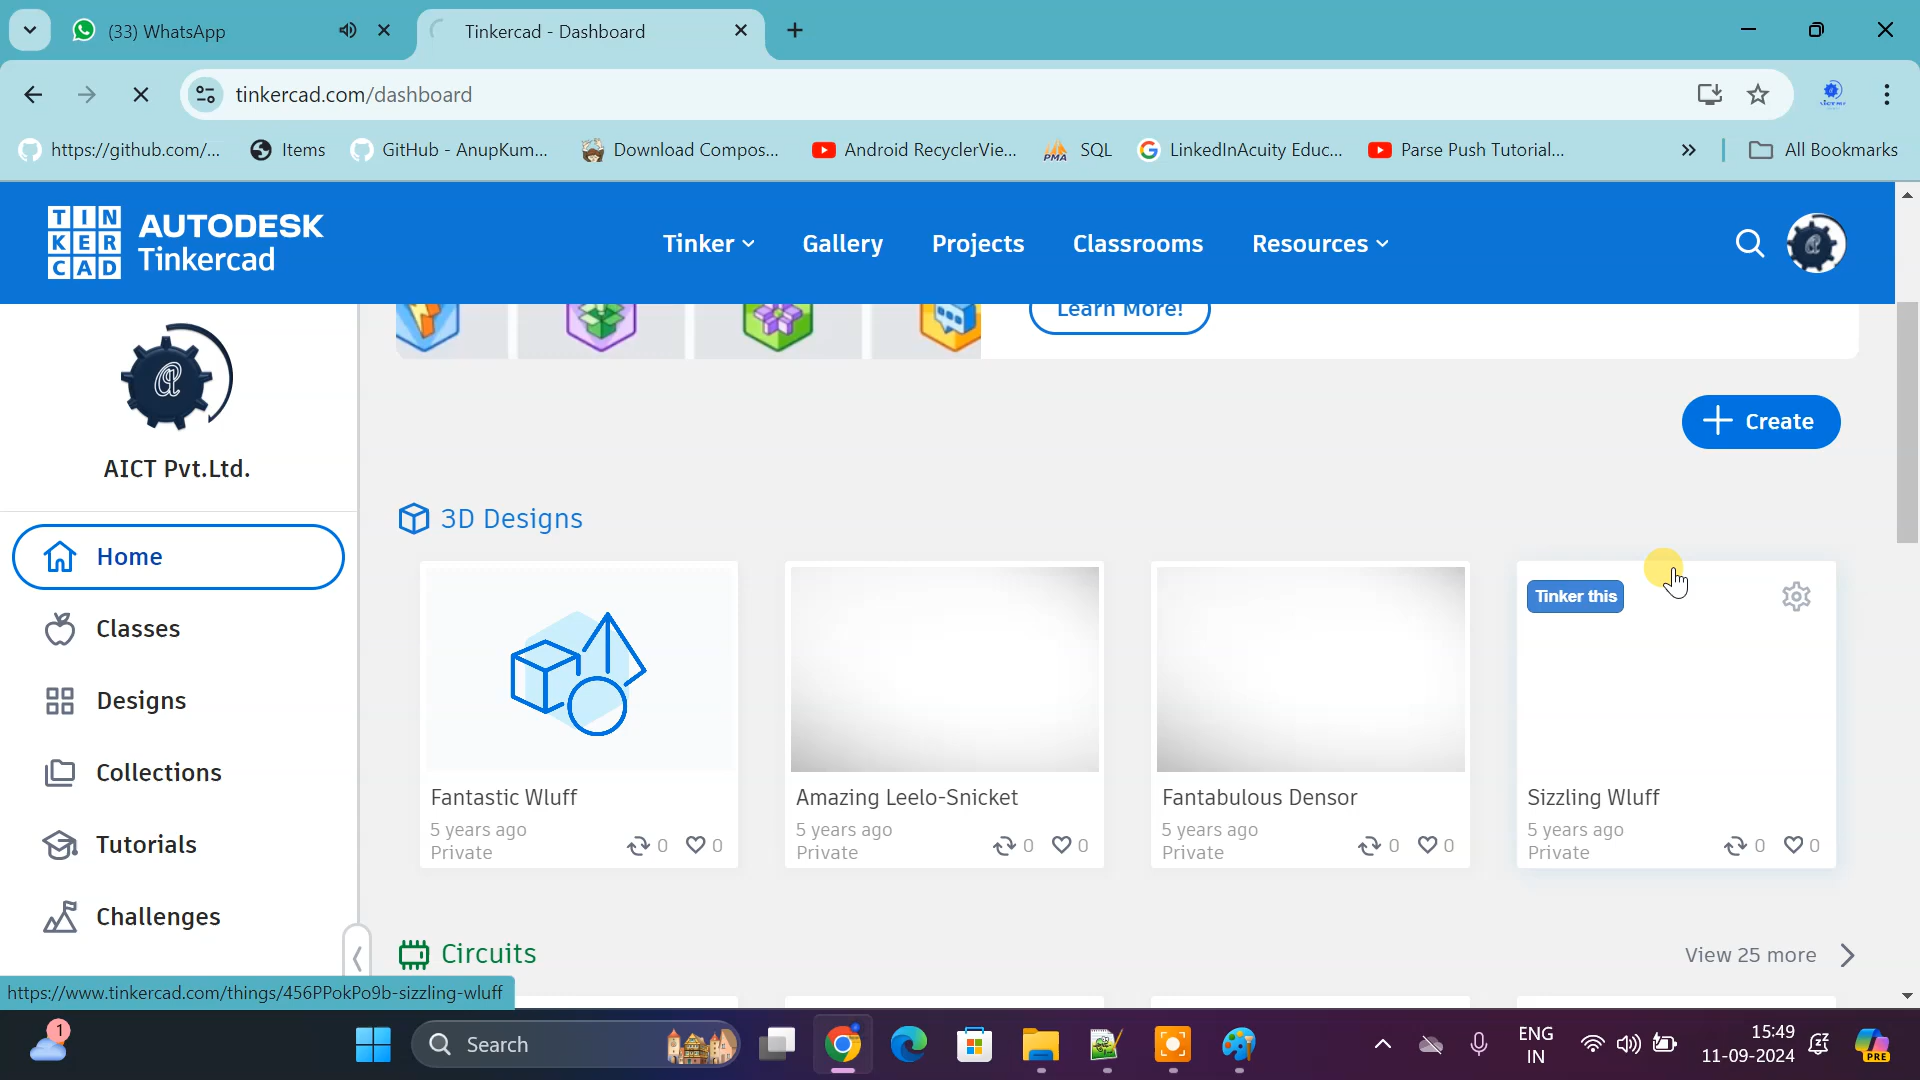 (33) WhatsApp
Tinkercad - Dashboard
tinkercad.com/dashboard
https://github.com/...
Items
GitHub - AnupKum...
Download Compos...
Android RecyclerVie...
PMA SQL
LinkedInAcuity Educ...
Parse Push Tutorial...
»
All Bookmarks
TIN
KER
CAD
AUTODESK
Tinkercad
Tinker
Gallery
Projects
Classrooms
Resources
Learn More!
AICT Pvt.Ltd.
+ Create
Home
Classes
Designs
Collections
Tutorials
Challenges
3D Designs
Tinker this
Fantastic Wluff
5 years ago
Private
0 0
Amazing Leelo-Snicket
5 years ago
Private
0 0
Fantabulous Densor
5 years ago
Private
0 0
Sizzling Wluff
5 years ago
Private
0 0
Circuits
View 25 more
https://www.tinkercad.com/things/456PPokPo9b-sizzling-wluff
1
Search
ENG
IN
15:49
11-09-2024
PRE